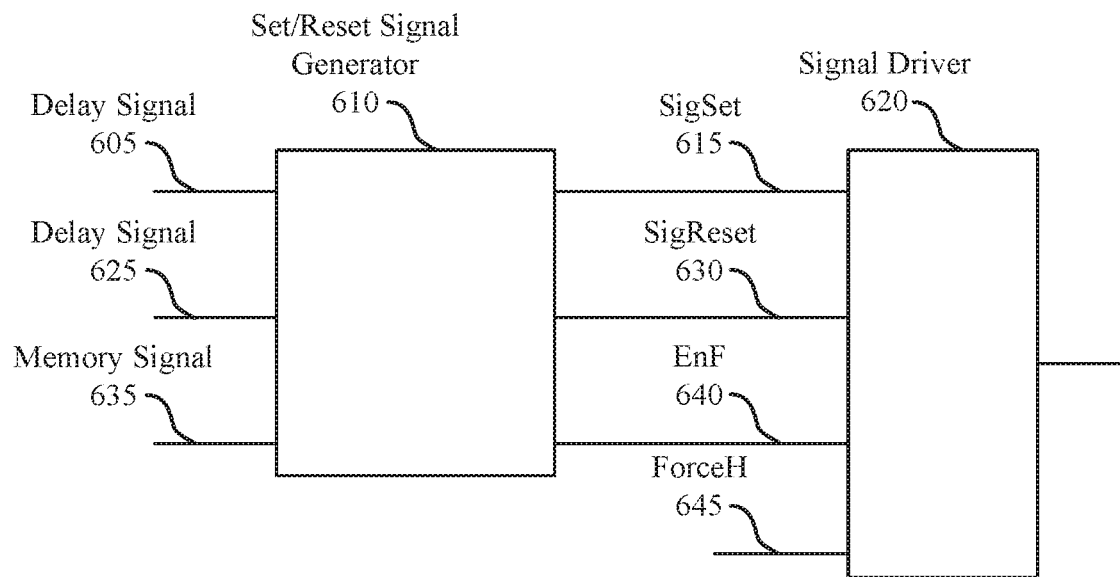 Set/Reset Signal
Generator
610
Signal Driver
620
Delay Signal
605
SigSet
615
Delay Signal
625
SigReset
630
Memory Signal
635
EnF
640
ForceH
645